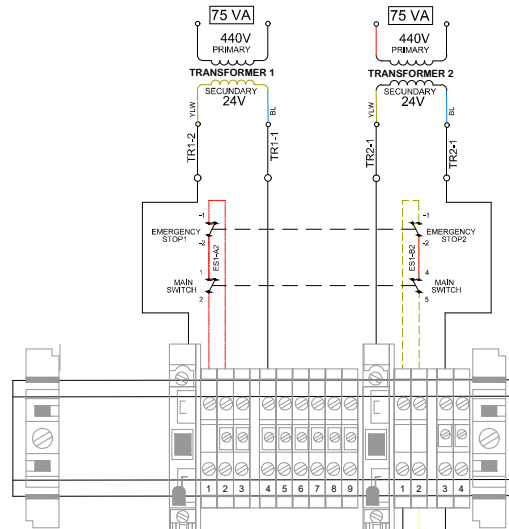 75 VA
75 VA
440V
PRIMARY
440V
PRIMARY
TRANSFORMER 1
TRANSFORMER 2
SECONDARY
24V
SECONDARY
24V
YLW
BL
YLW
BL
TR1-2
TR1-1
TR2-1
TR2-1
-1
-1
EMERGENCY
STOP1
EMERGENCY
STOP2
-2
-2
ES1-A2
ES1-B2
1
4
MAIN
SWITCH
MAIN
SWITCH
2
5
1 2 3 4 5 6 7 8 9 1 2 3 4